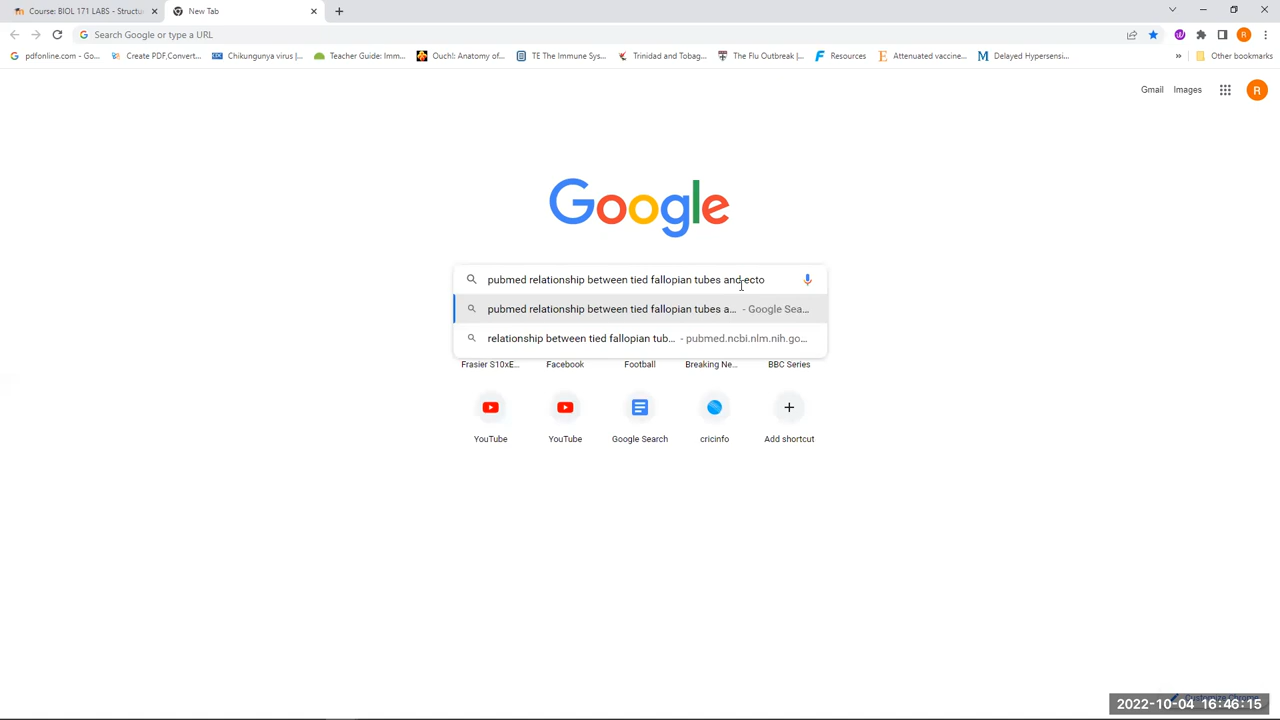 Course: BIOL 171 LABS - Structu
New Tab
Search Google or type a URL
pdfonline.com - Go...
Create PDF,Convert...
Chikungunya virus |...
Teacher Guide: Imm...
Ouch!: Anatomy of...
TE The Immune Sys...
Trinidad and Tobag...
The Flu Outbreak |...
Resources
Attenuated vaccine...
Delayed Hypersensi...
Other bookmarks
Gmail Images
R
Google
pubmed relationship between tied fallopian tubes and ecto
pubmed relationship between tied fallopian tubes a... - Google Sea...
relationship between tied fallopian tub... - pubmed.ncbi.nlm.nih.go...
Frasier S10xE...
Facebook
Football
Breaking Ne...
BBC Series
YouTube
YouTube
Google Search
cricinfo
Add shortcut
Customize Chrome
2022-10-04 16:46:15